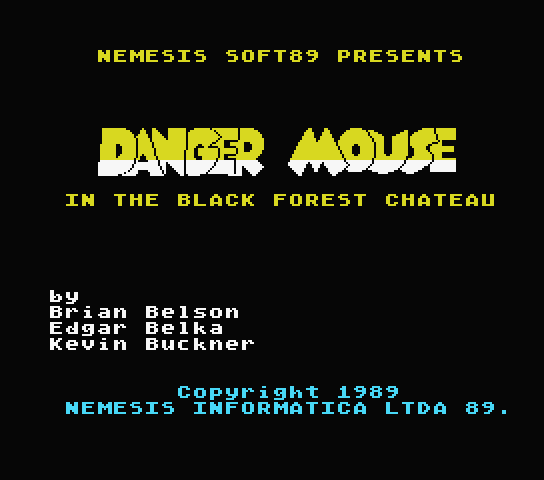 NEMESIS SOFT89 PRESENTS
DANGER MOUSE
IN THE BLACK FOREST CHATEAU
by
Brian Belson
Edgar Belka
Kevin Buckner
Copyright 1989
NEMESIS INFORMATICA LTDA 89.